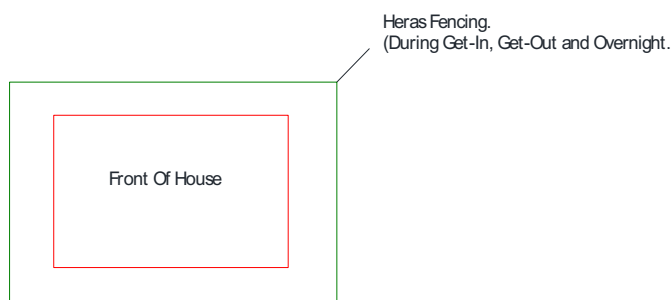 Heras Fencing.
(During Get-In, Get-Out and Overnight.
Front Of House